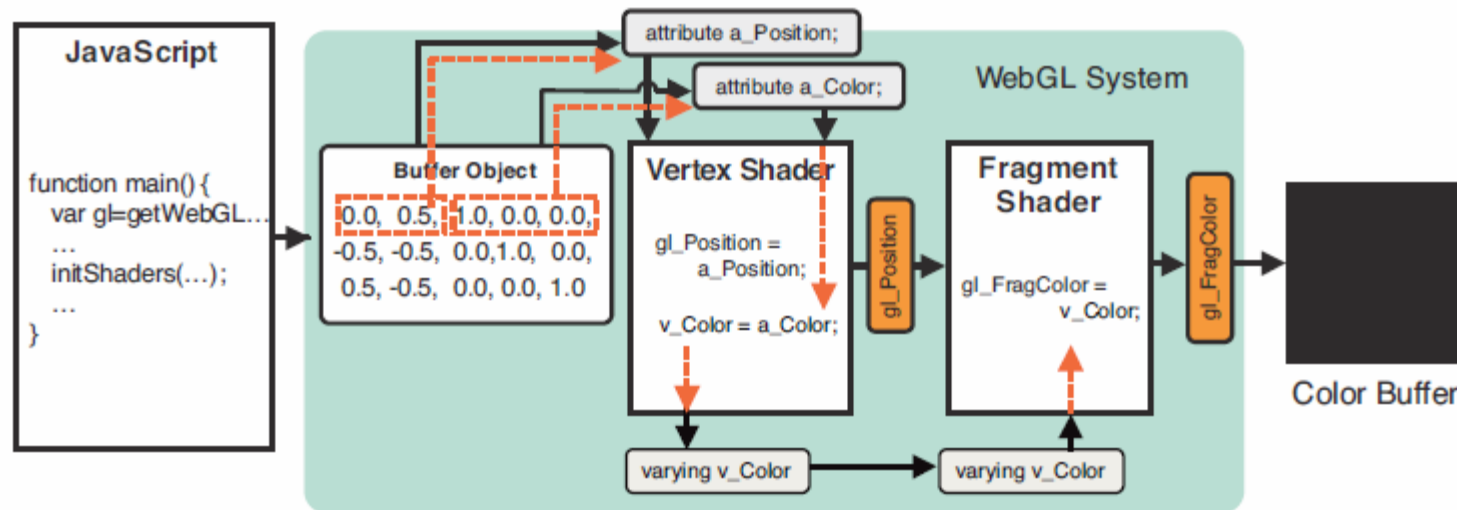 JavaScript
function main() {
var gl=getWebGL…
…
initShaders(…);
…
}
attribute a_Position;
attribute a_Color;
WebGL System
Buffer Object
0.0, 0.5, 1.0, 0.0, 0.0,
-0.5, -0.5, 0.0,1.0, 0.0,
0.5, -0.5, 0.0, 0.0, 1.0
Vertex Shader
gl_Position =
a_Position;
v_Color = a_Color;
gl_Position
Fragment
Shader
gl_FragColor =
v_Color;
gl_FragColor
Color Buffer
varying v_Color
varying v_Color